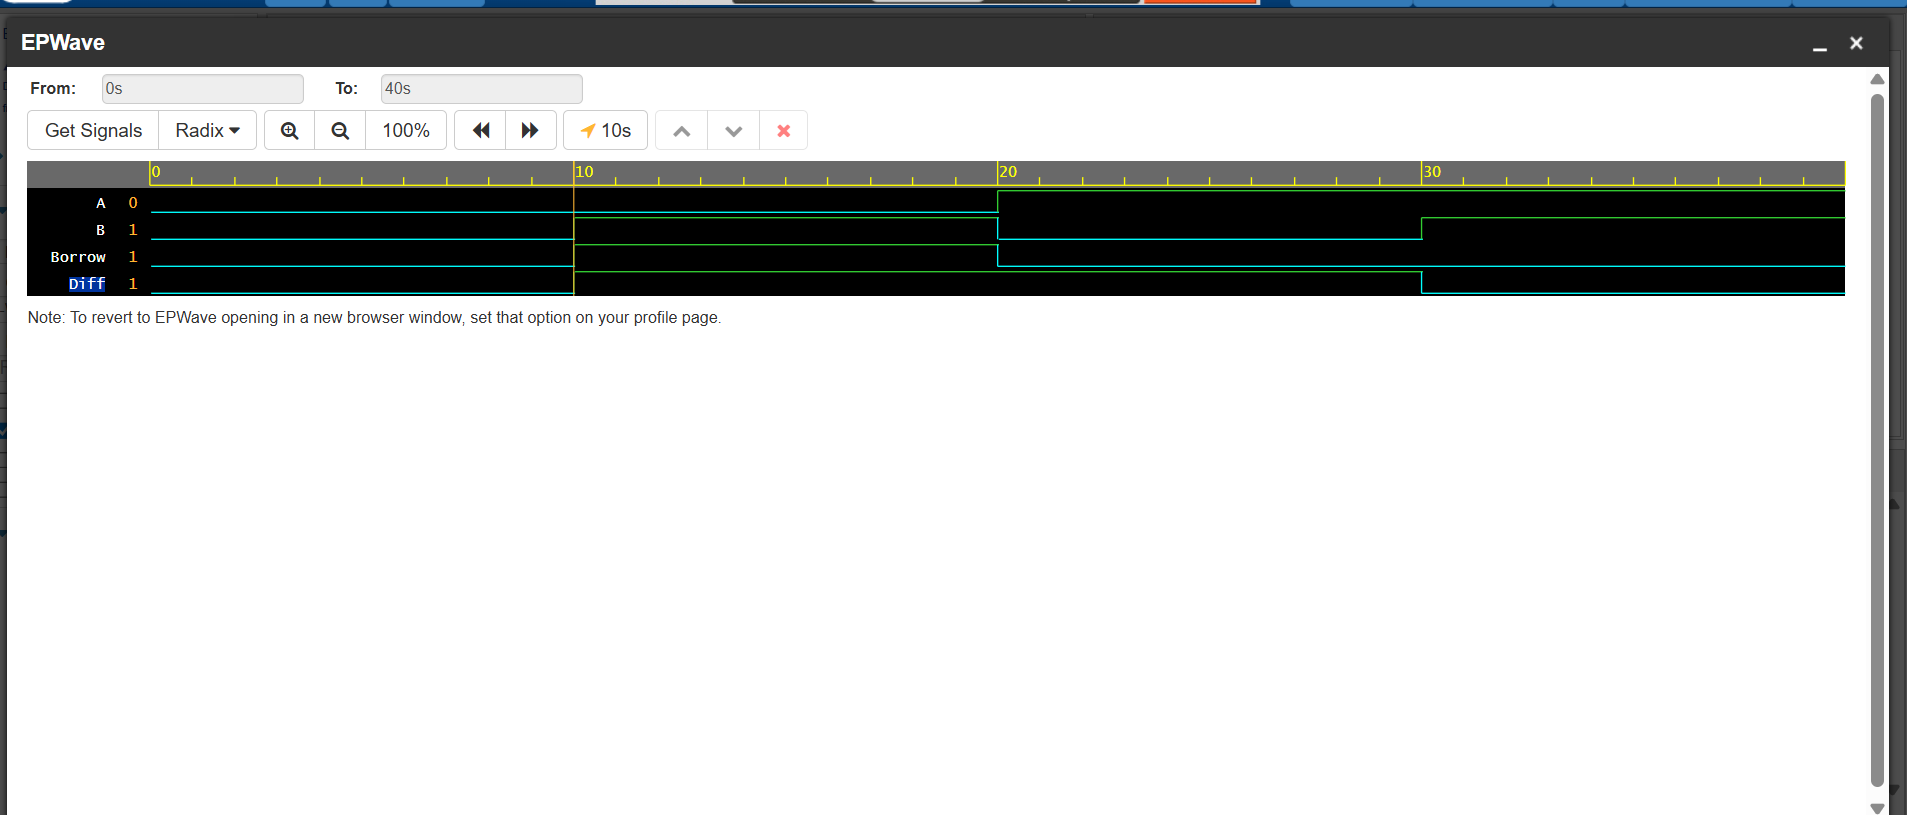 EPWave
From: 0s To: 40s
Get Signals Radix 100% 10s
0 10 20 30
A 0
B 1
Borrow 1
Diff 1
Note: To revert to EPWave opening in a new browser window, set that option on your profile page.